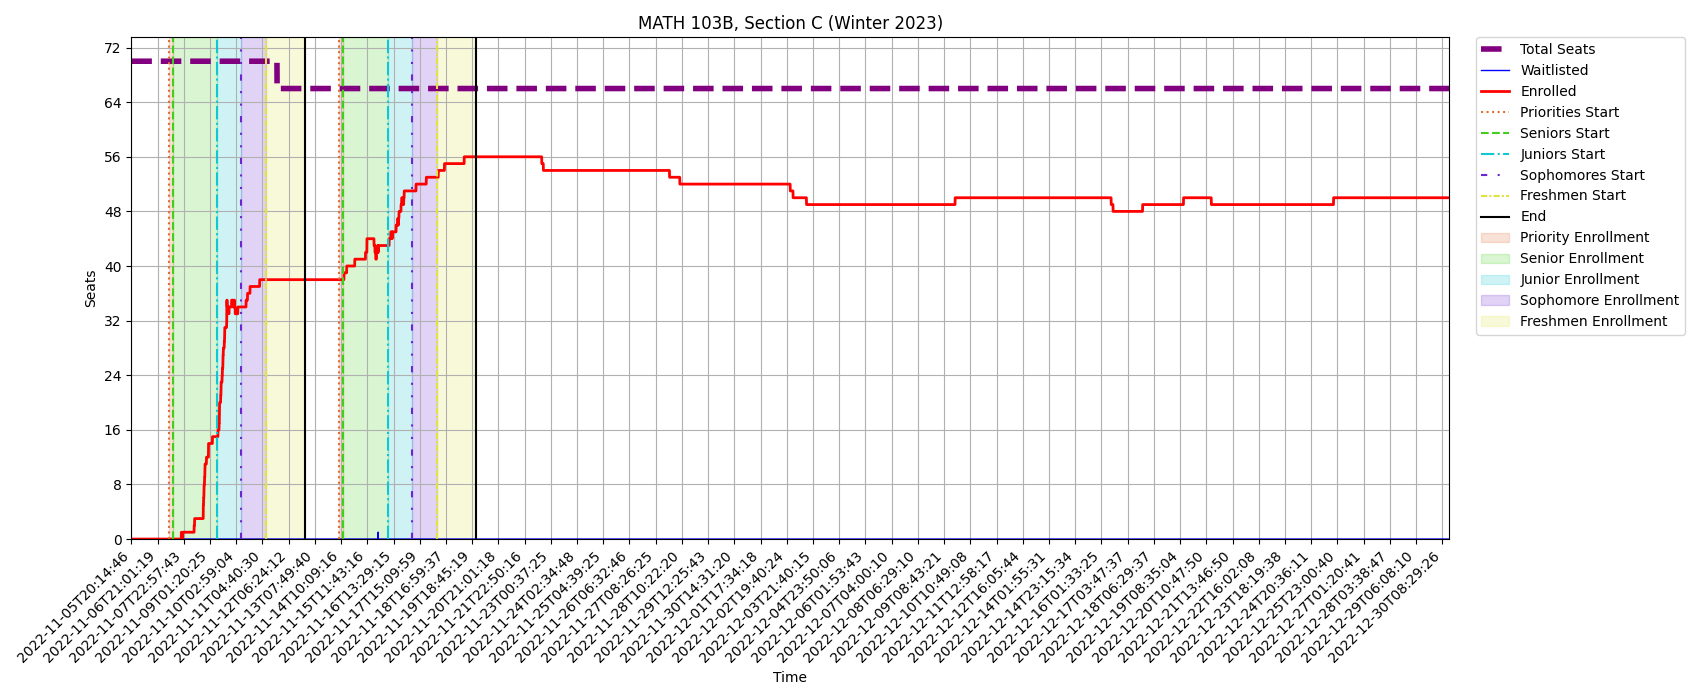 MATH 103B, Section C (Winter 2023)
72
64
56
48
40
32
24
16
8
0
Seats
2022-11-05T20:14:46
2022-11-06T21:01:19
2022-11-07T22:57:43
2022-11-09T01:20:25
2022-11-10T02:59:04
2022-11-11T04:40:30
2022-11-12T06:24:12
2022-11-13T07:49:40
2022-11-14T10:09:16
2022-11-15T11:43:16
2022-11-16T13:29:15
2022-11-17T15:09:59
2022-11-18T16:59:37
2022-11-19T18:45:19
2022-11-20T21:01:18
2022-11-21T22:50:16
2022-11-23T00:37:25
2022-11-24T02:34:48
2022-11-25T04:39:25
2022-11-26T06:32:46
2022-11-27T08:26:25
2022-11-28T10:22:20
2022-11-29T12:25:43
2022-11-30T14:31:20
2022-12-01T17:34:18
2022-12-02T19:40:24
2022-12-03T21:40:15
2022-12-04T23:50:06
2022-12-06T01:53:43
2022-12-07T04:00:10
2022-12-08T06:29:10
2022-12-09T08:43:21
2022-12-10T10:49:08
2022-12-11T12:58:17
2022-12-12T16:05:44
2022-12-14T01:55:31
2022-12-14T23:15:34
2022-12-16T01:33:25
2022-12-17T03:47:37
2022-12-18T06:29:37
2022-12-19T08:35:04
2022-12-20T10:47:50
2022-12-21T13:46:50
2022-12-22T16:02:08
2022-12-23T18:19:38
2022-12-24T20:36:11
2022-12-25T23:00:40
2022-12-27T01:20:41
2022-12-28T03:38:47
2022-12-29T06:08:10
2022-12-30T08:29:26
Time
Total Seats
Waitlisted
Enrolled
Priorities Start
Seniors Start
Juniors Start
Sophomores Start
Freshmen Start
End
Priority Enrollment
Senior Enrollment
Junior Enrollment
Sophomore Enrollment
Freshmen Enrollment